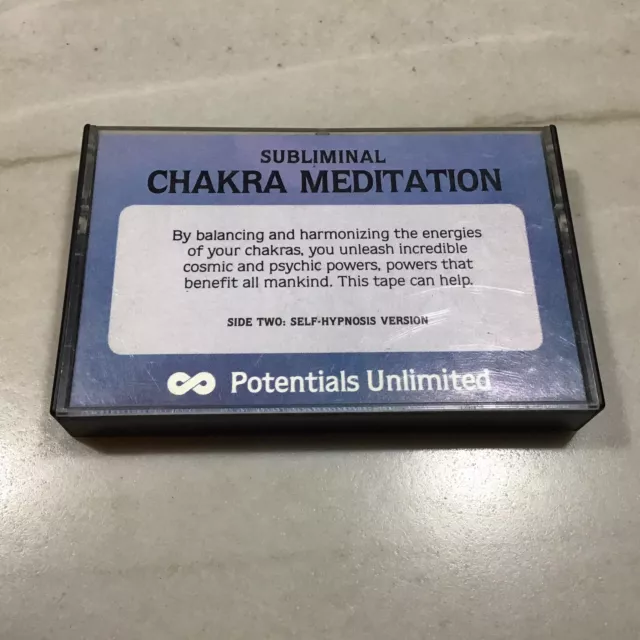 SUBLIMINAL
CHAKRA MEDITATION
By balancing and harmonizing the energies
of your chakras, you unleash incredible
cosmic and psychic powers, powers that
benefit all mankind. This tape can help.
SIDE TWO: SELF-HYPNOSIS VERSION
Potentials Unlimited